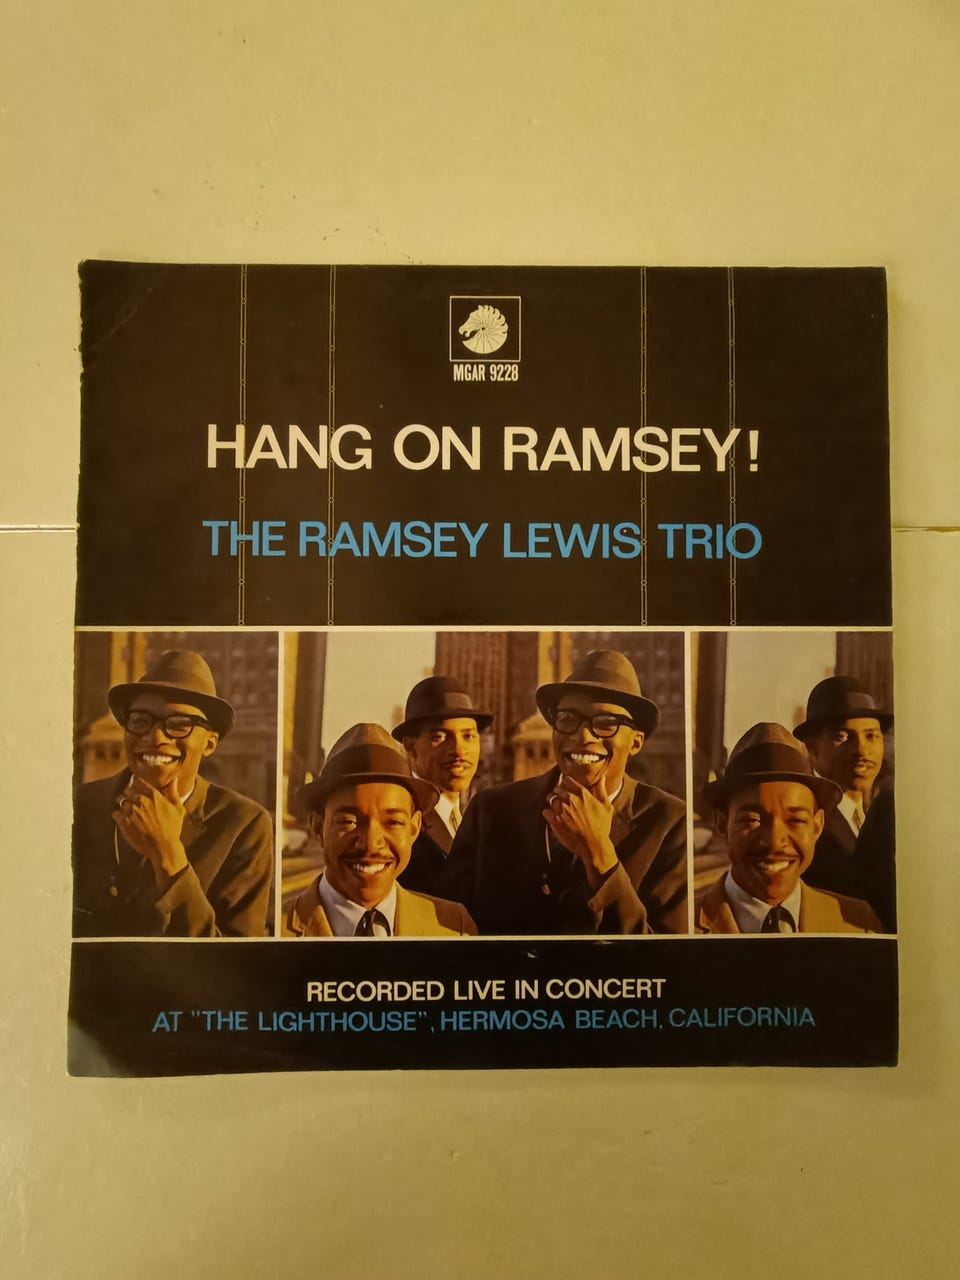 MGAR 9228
HANG ON RAMSEY!
THE RAMSEY LEWIS TRIO
RECORDED LIVE IN CONCERT
AT "THE LIGHTHOUSE", HERMOSA BEACH, CALIFORNIA